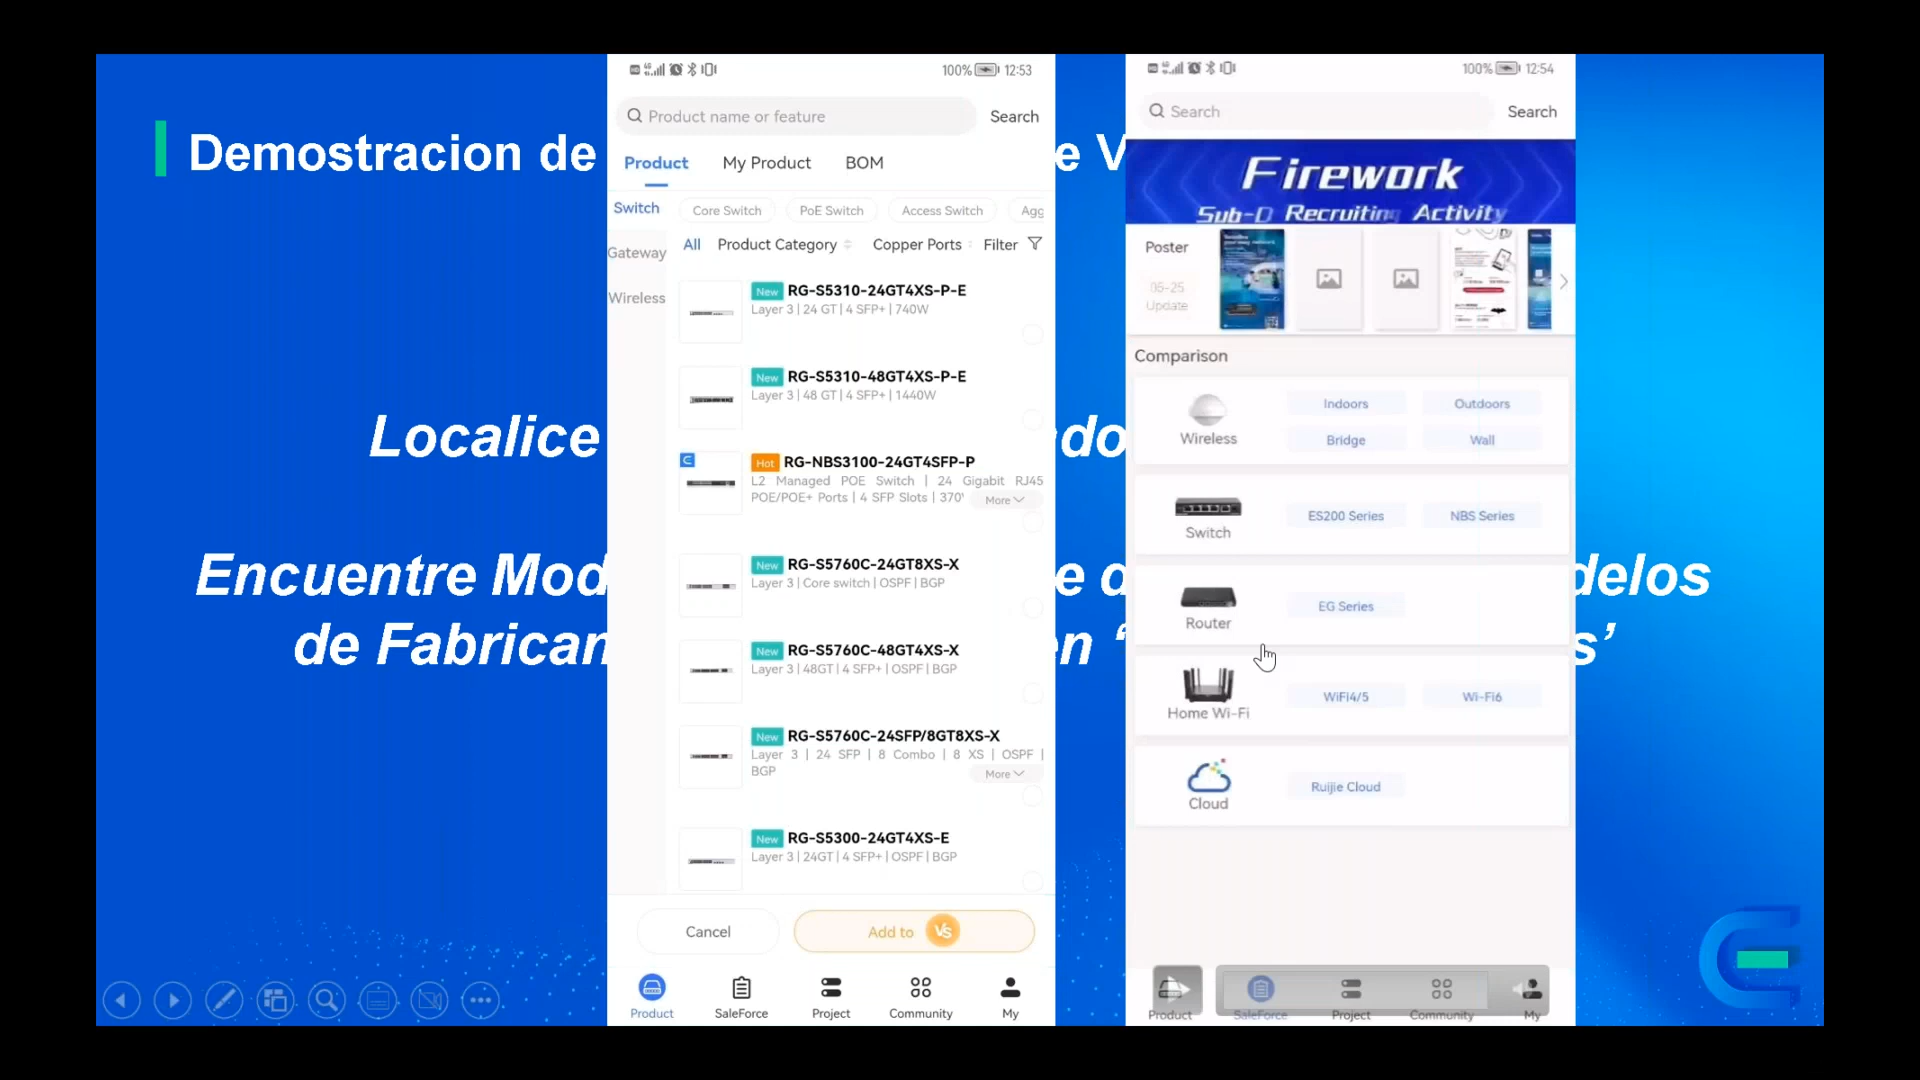 Demostracion de
e V
Localice
do
Encuentre Mod
e d
delos
de Fabrican
en ‘
s’
100%
12:53
Product name or feature
Search
Product
My Product
BOM
Switch
Core Switch
PoE Switch
Access Switch
Agg
Gateway
All
Product Category
Copper Ports
Filter
Wireless
New RG-S5310-24GT4XS-P-E
Layer 3 | 24 GT | 4 SFP+ | 740W
New RG-S5310-48GT4XS-P-E
Layer 3 | 48 GT | 4 SFP+ | 1440W
Hot RG-NBS3100-24GT4SFP-P
L2 Managed POE Switch | 24 Gigabit RJ45
POE/POE+ Ports | 4 SFP Slots | 370
More
New RG-S5760C-24GT8XS-X
Layer 3 | Core switch | OSPF | BGP
New RG-S5760C-48GT4XS-X
Layer 3 | 48GT | 4 SFP+ | OSPF | BGP
New RG-S5760C-24SFP/8GT8XS-X
Layer 3 | 24 SFP | 8 Combo | 8 XS | OSPF |
BGP
More
New RG-S5300-24GT4XS-E
Layer 3 | 24GT | 4 SFP+ | OSPF | BGP
Cancel
Add to VS
Product
SaleForce
Project
Community
My
100%
12:54
Search
Search
Firework
Sub-D Recruiting Activity
Poster
05-25
Update
Comparison
Wireless
Indoors
Outdoors
Bridge
Wall
Switch
ES200 Series
NBS Series
Router
EG Series
Home Wi-Fi
WiFi4/5
Wi-Fi6
Cloud
Ruijie Cloud
Product
SaleForce
Project
Community
My